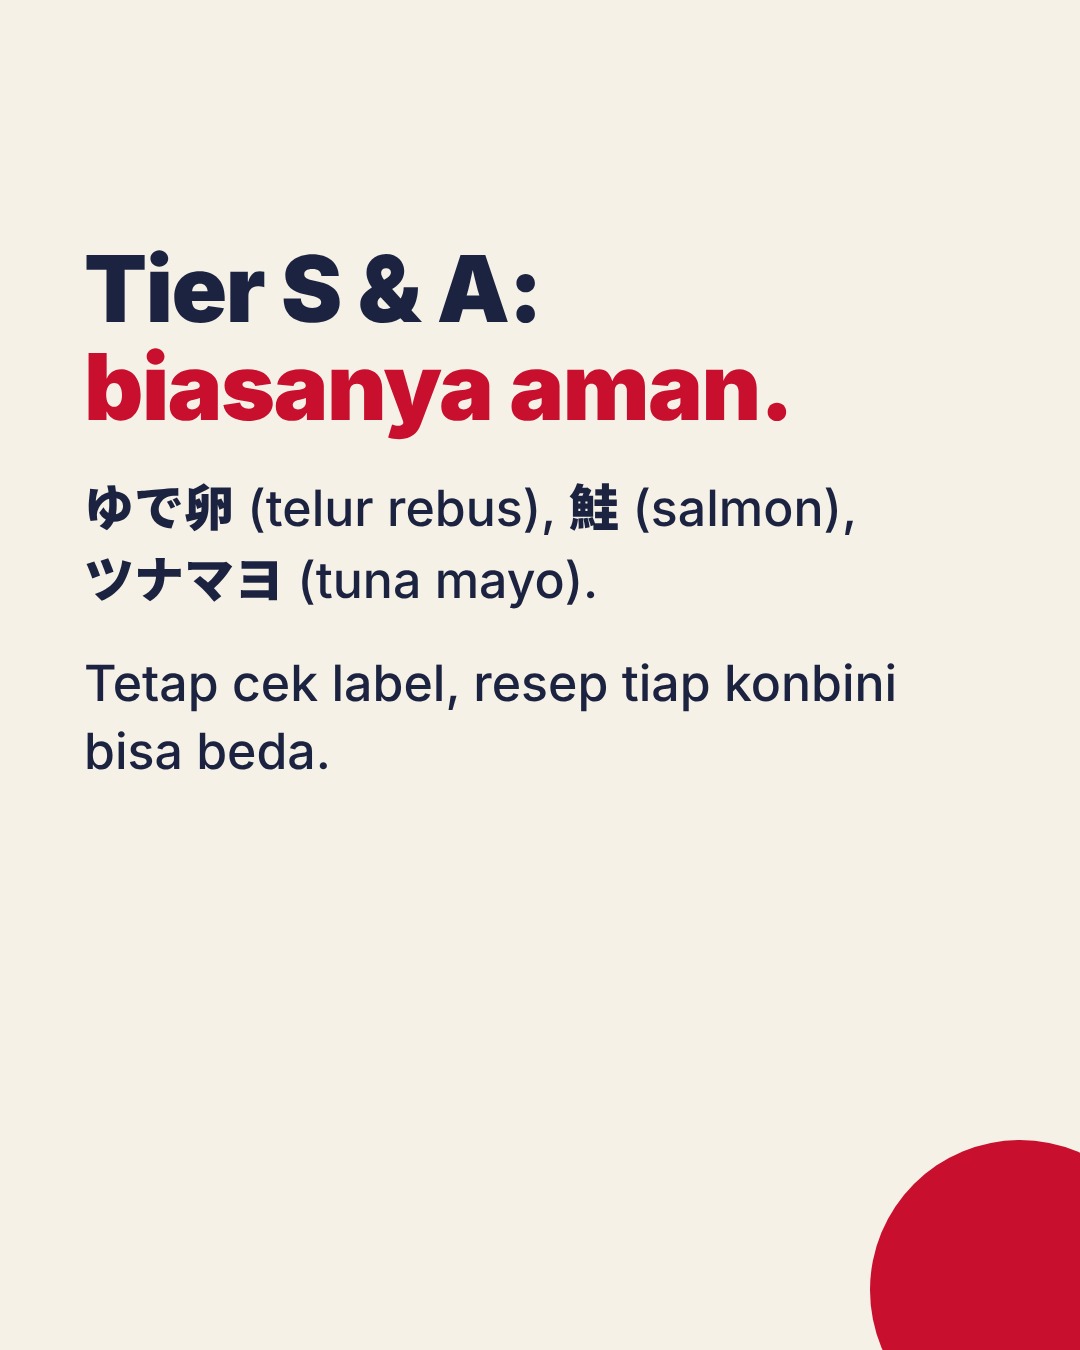 Tier S & A:
biasanya aman.
ゆで卵 (telur rebus), 鮭 (salmon),
ツナマヨ (tuna mayo).
Tetap cek label, resep tiap konbini
bisa beda.